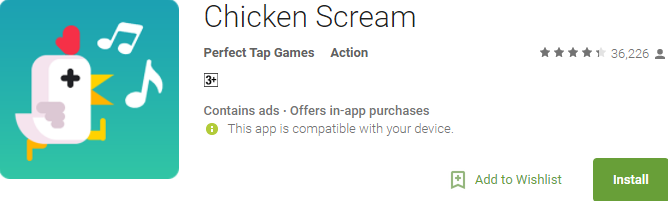 Chicken Scream
Perfect Tap Games Action
36,226
3+
Contains ads · Offers in-app purchases
This app is compatible with your device.
Add to Wishlist Install